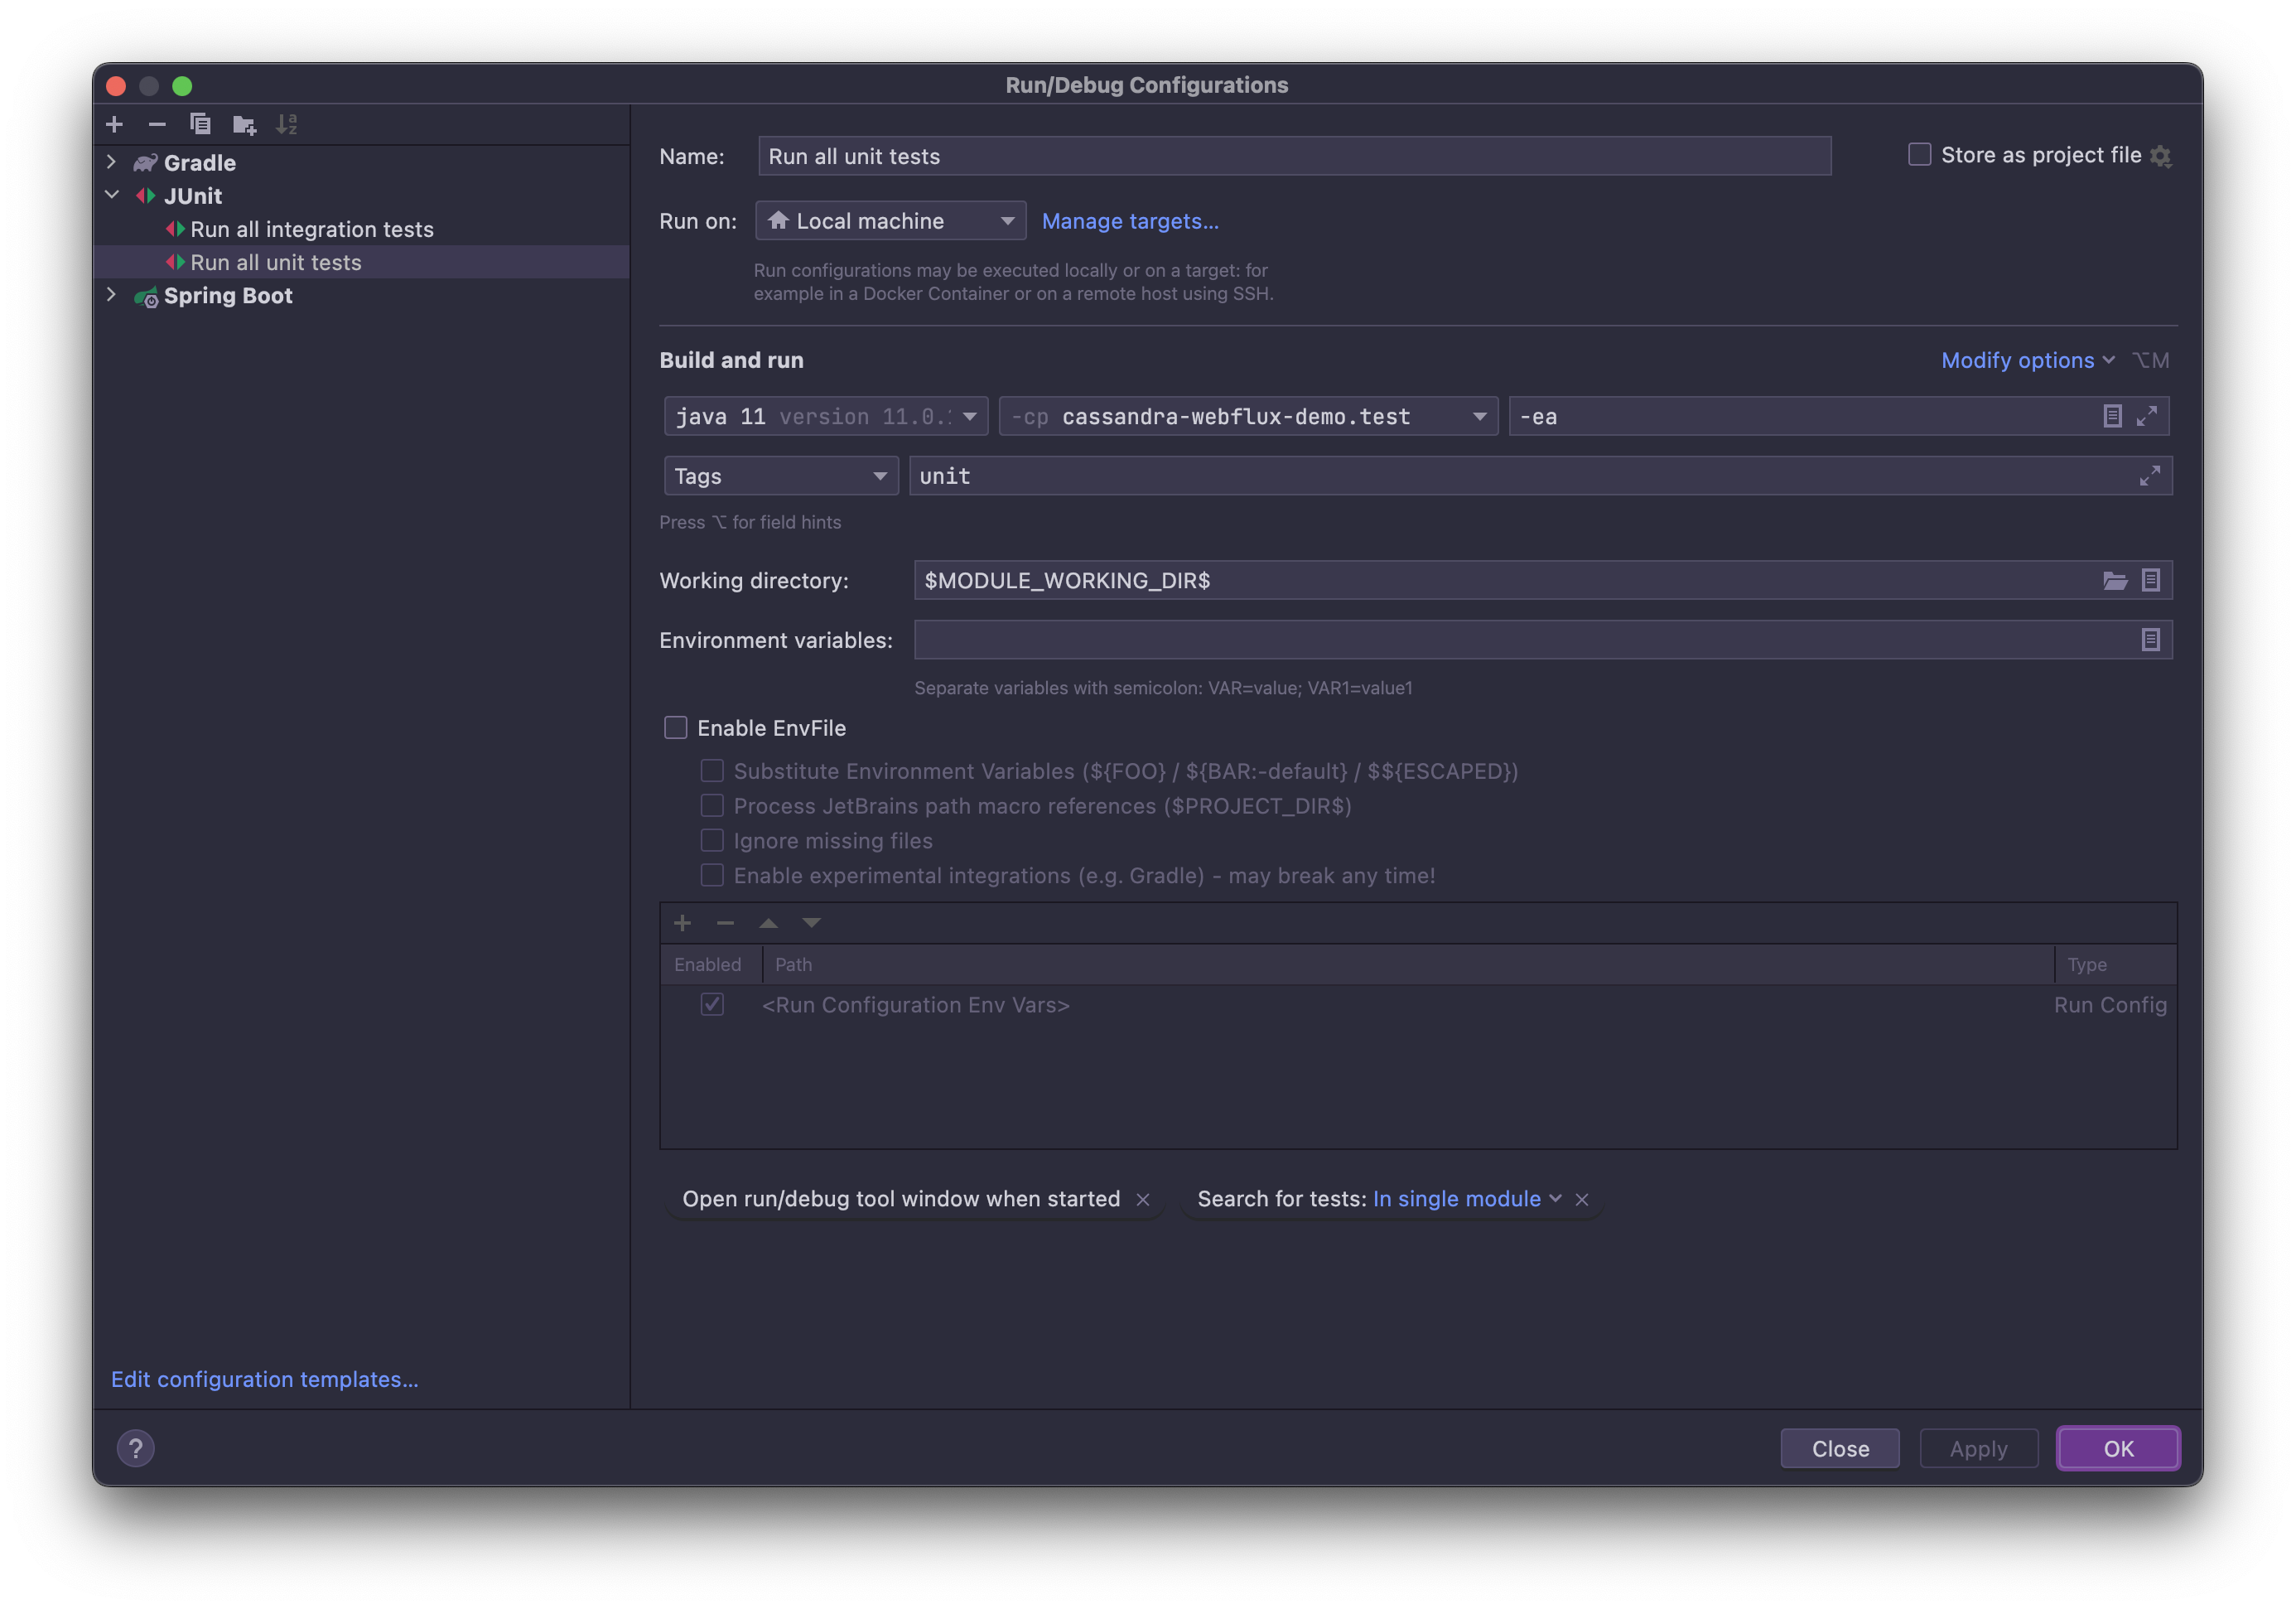 Run/Debug Configurations
Gradle
JUnit
Run all integration tests
Run all unit tests
Spring Boot
Edit configuration templates...
Name: Run all unit tests
Store as project file
Run on: Local machine Manage targets...
Run configurations may be executed locally or on a target: for
example in a Docker Container or on a remote host using SSH.
Build and run
Modify options ⌥M
java 11 version 11.0. -cp cassandra-webflux-demo.test -ea
Tags unit
Press ⌥ for field hints
Working directory: $MODULE_WORKING_DIR$
Environment variables:
Separate variables with semicolon: VAR=value; VAR1=value1
Enable EnvFile
Substitute Environment Variables (${FOO} / ${BAR:-default} / $${ESCAPED})
Process JetBrains path macro references ($PROJECT_DIR$)
Ignore missing files
Enable experimental integrations (e.g. Gradle) - may break any time!
Enabled Path Type
<Run Configuration Env Vars> Run Config
Open run/debug tool window when started × Search for tests: In single module ×
? Close Apply OK